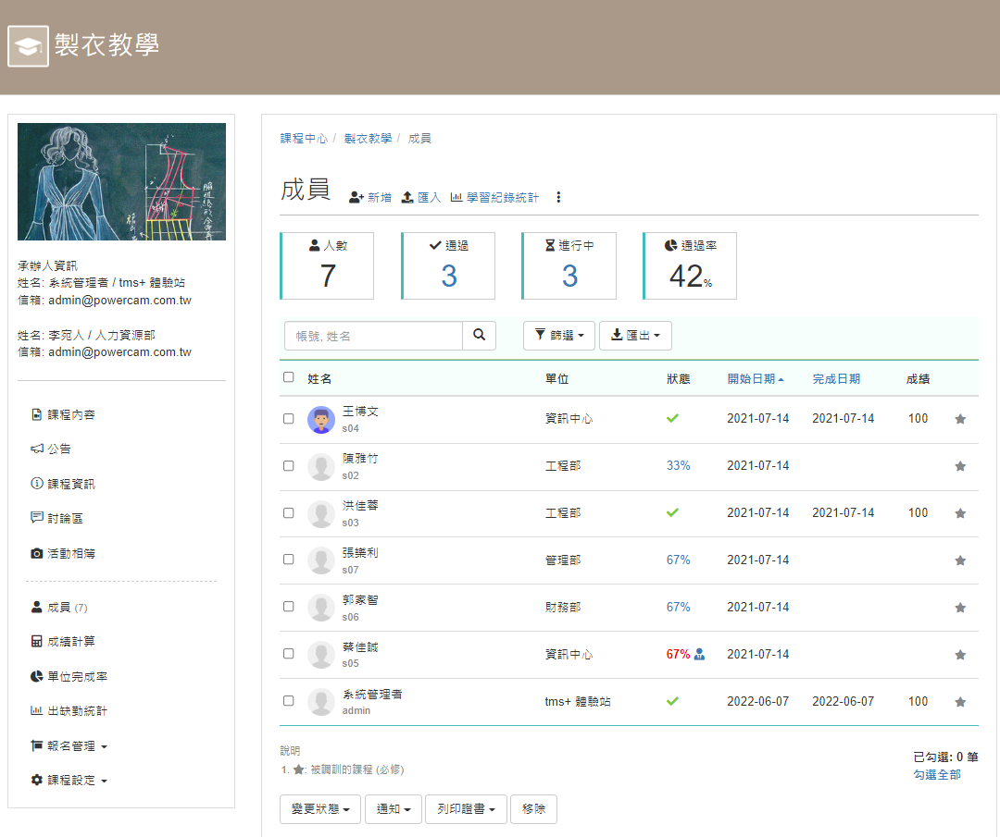 製衣教學
承辦人資訊
姓名: 系統管理者 / tms+ 體驗站
信箱: admin@powercam.com.tw
姓名: 李宛人 / 人力資源部
信箱: admin@powercam.com.tw
課程內容
公告
課程資訊
討論區
活動相簿
成員 (7)
成績計算
單位完成率
出缺勤統計
報名管理
課程設定
課程中心 / 製衣教學 / 成員
成員 新增 匯入 學習紀錄統計
人數 通過 進行中 通過率
7 3 3 42%
帳號, 姓名 篩選 匯出
姓名 單位 狀態 開始日期 完成日期 成績
王博文 資訊中心 2021-07-14 2021-07-14 100
s04
陳雅竹 工程部 33% 2021-07-14
s02
洪佳蓉 工程部 2021-07-14 2021-07-14 100
s03
張樂利 管理部 67% 2021-07-14
s07
郭家智 財務部 67% 2021-07-14
s06
蔡佳誠 資訊中心 67% 2021-07-14
s05
系統管理者 tms+ 體驗站 2022-06-07 2022-06-07 100
admin
說明
1. ★: 被調訓的課程 (必修)
已勾選: 0 筆
勾選全部
變更狀態 通知 列印證書 移除